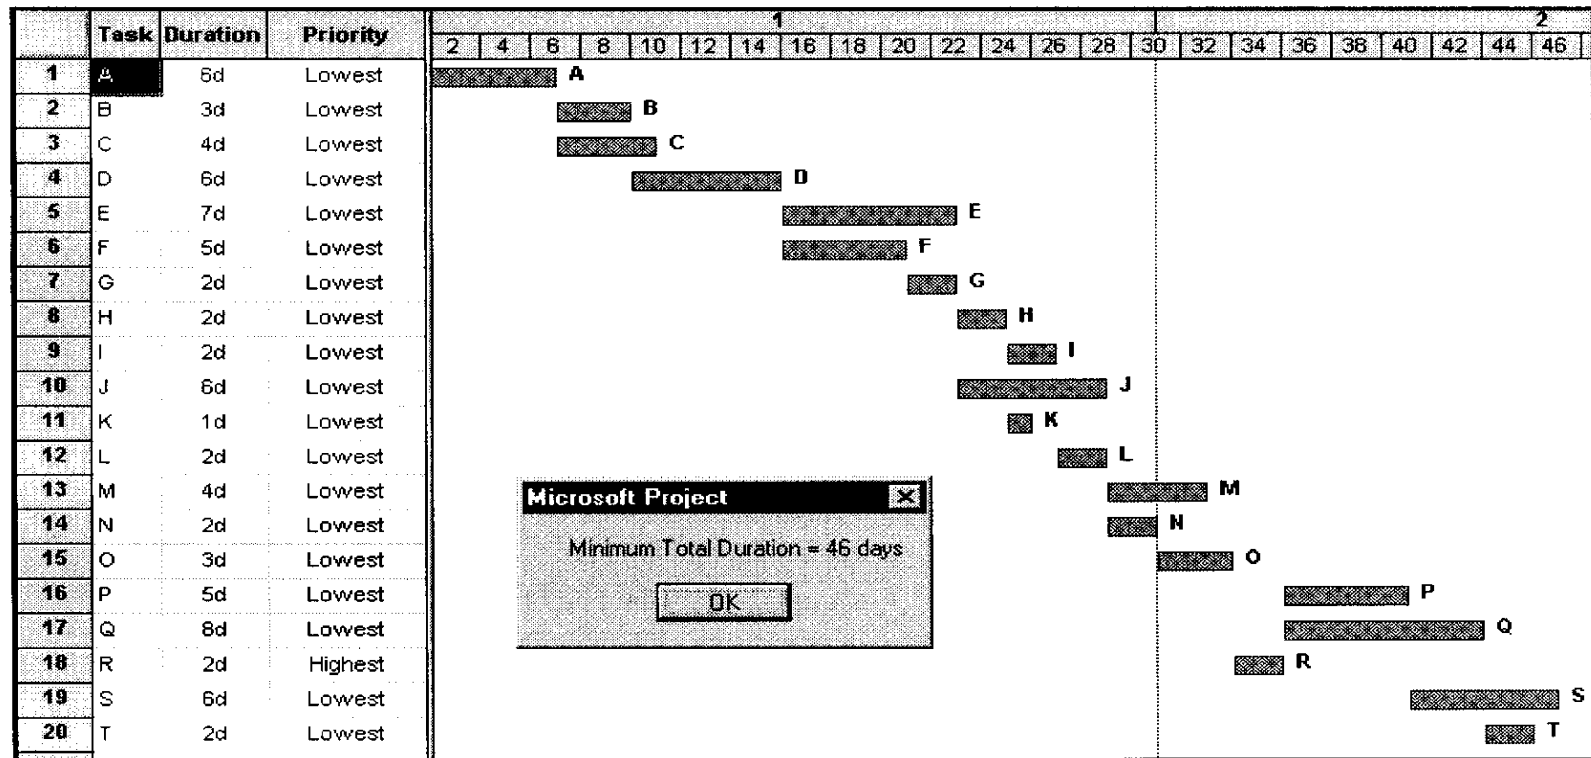 1 2
Task Duration Priority 2 4 6 8 10 12 14 16 18 20 22 24 26 28 30 32 34 36 38 40 42 44 46
1 A 6d Lowest A
2 B 3d Lowest B
3 C 4d Lowest C
4 D 6d Lowest D
5 E 7d Lowest E
6 F 5d Lowest F
7 G 2d Lowest G
8 H 2d Lowest H
9 I 2d Lowest I
10 J 6d Lowest J
11 K 1d Lowest K
12 L 2d Lowest L
13 M 4d Lowest M
14 N 2d Lowest N
15 O 3d Lowest O
16 P 5d Lowest P
17 Q 8d Lowest Q
18 R 2d Highest R
19 S 6d Lowest S
20 T 2d Lowest T
Microsoft Project
Minimum Total Duration = 46 days
OK